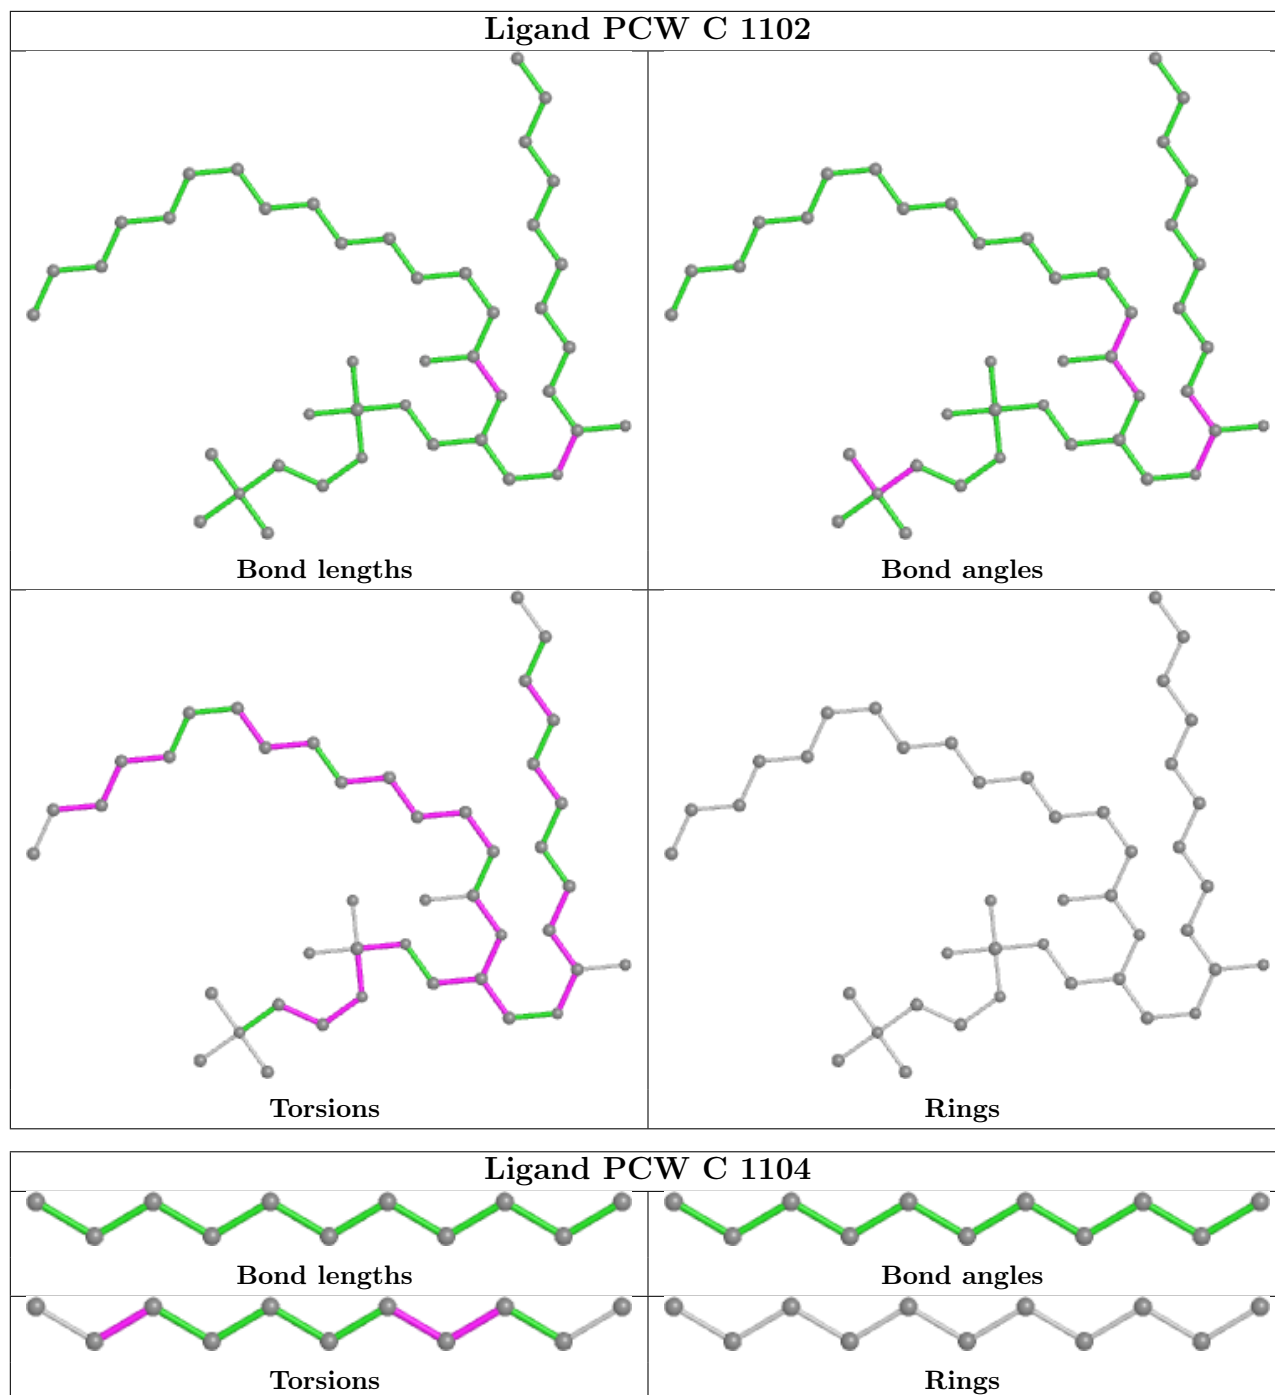 Ligand PCW C 1102
Bond lengths
Bond angles
Torsions
Rings
Ligand PCW C 1104
Bond lengths
Bond angles
Torsions
Rings